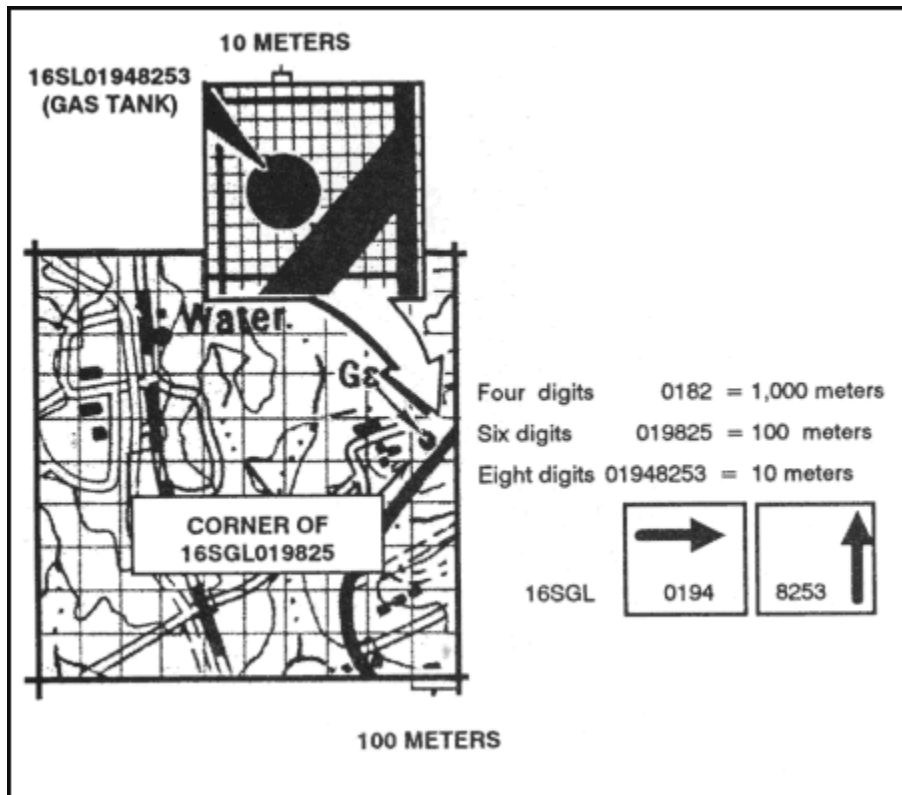 10 METERS
16SL01948253
(GAS TANK)
Water.
Ga
CORNER OF
16SGL019825
Four digits 0182 = 1,000 meters
Six digits 019825 = 100 meters
Eight digits 01948253 = 10 meters
16SGL 0194 8253
100 METERS